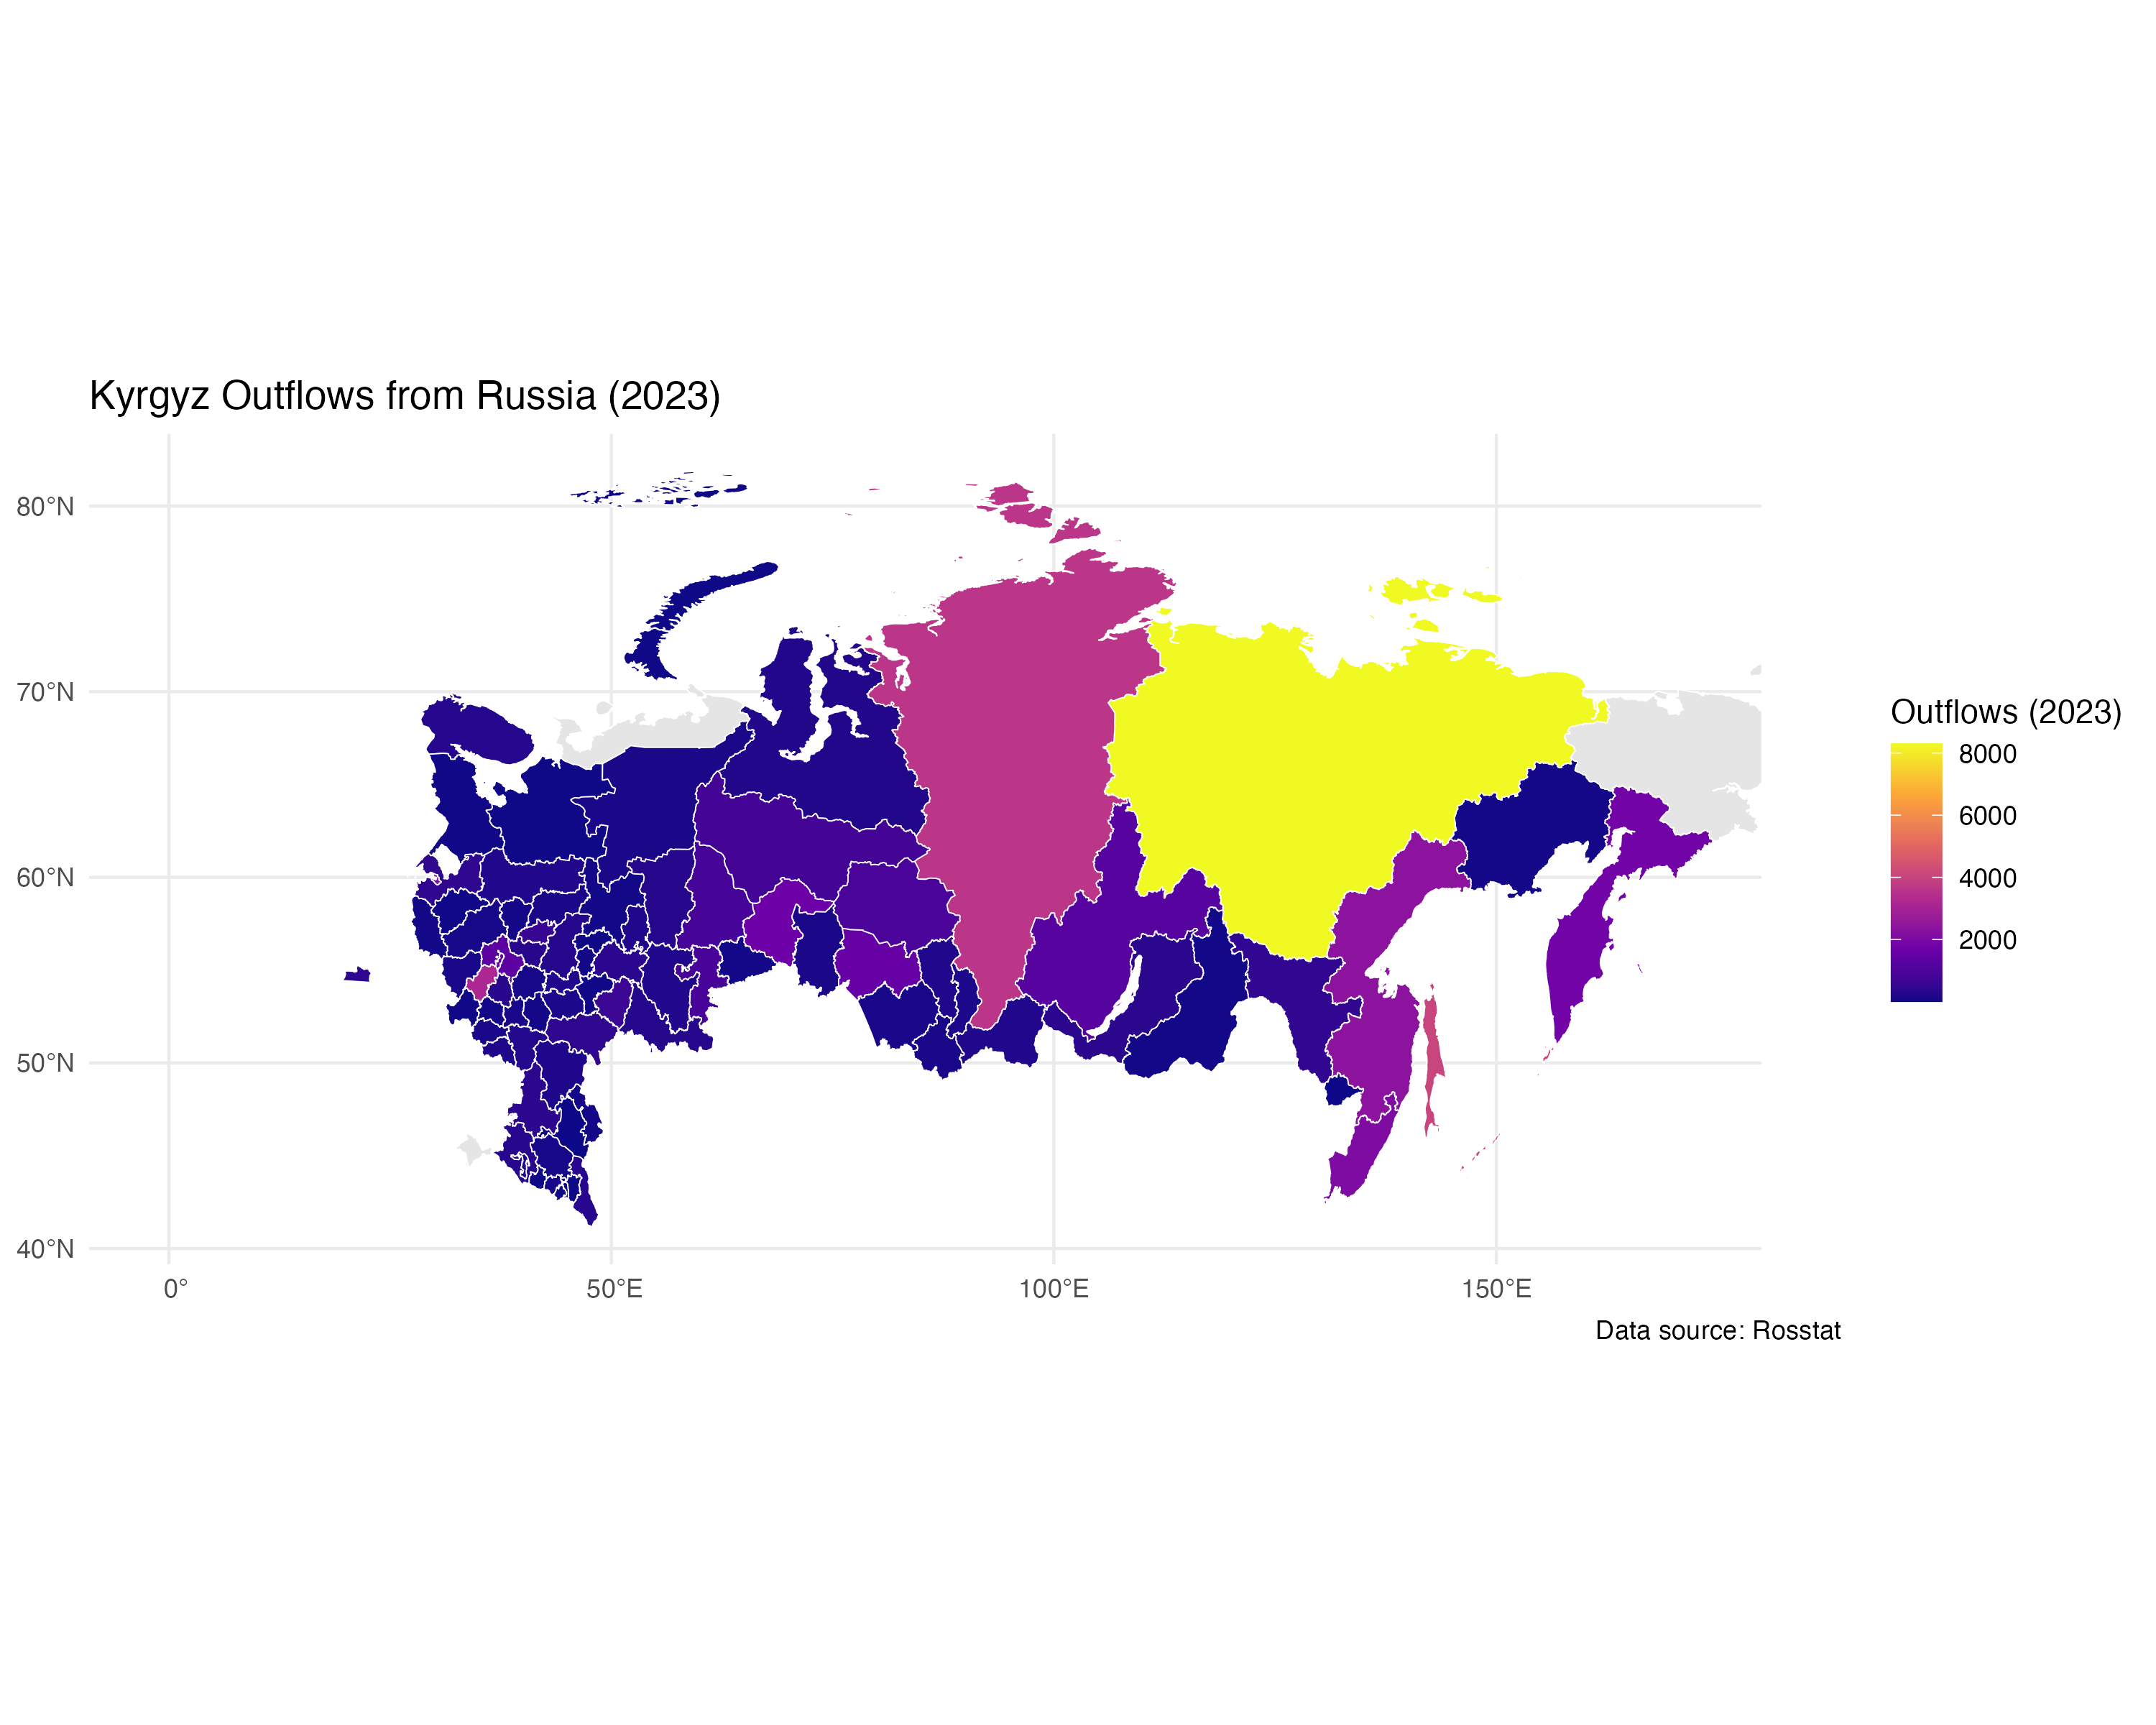 Kyrgyz Outflows from Russia (2023)
80°N
70°N
60°N
50°N
40°N
0°
50°E
100°E
150°E
Outflows (2023)
8000
6000
4000
2000
Data source: Rosstat